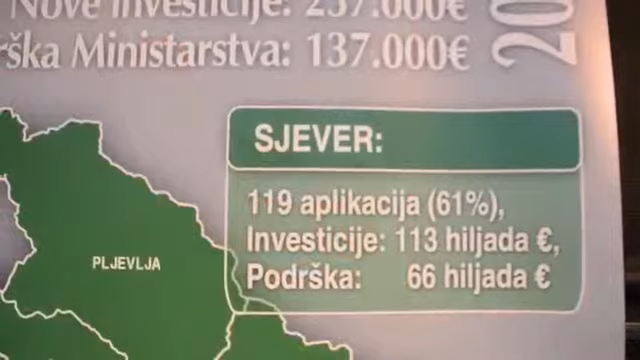 Nove investicije: 237.000€
rška Ministarstva: 137.000€
20
SJEVER:
119 aplikacija (61%),
Investicije: 113 hiljada €,
Podrška: 66 hiljada €
PLJEVLJA